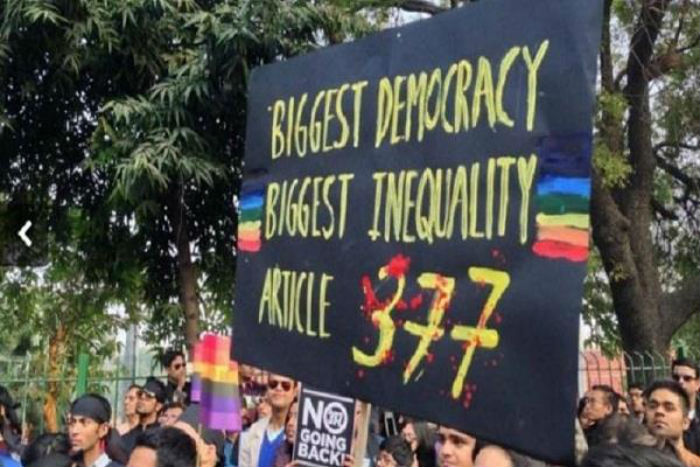 BIGGEST DEMOCRACY
BIGGEST INEQUALITY
ARTICLE 377
NO
GOING
BACK!